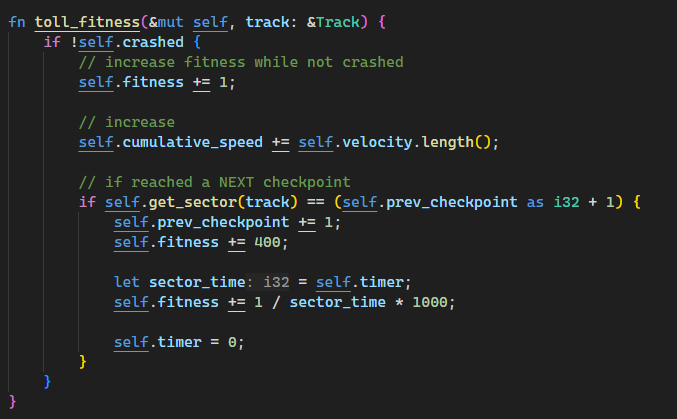 fn toll_fitness(&mut self, track: &Track) {
    if !self.crashed {
        // increase fitness while not crashed
        self.fitness += 1;

        // increase
        self.cumulative_speed += self.velocity.length();

        // if reached a NEXT checkpoint
        if self.get_sector(track) == (self.prev_checkpoint as i32 + 1) {
            self.prev_checkpoint += 1;
            self.fitness += 400;

            let sector_time: i32 = self.timer;
            self.fitness += 1 / sector_time * 1000;

            self.timer = 0;
        }
    }
}